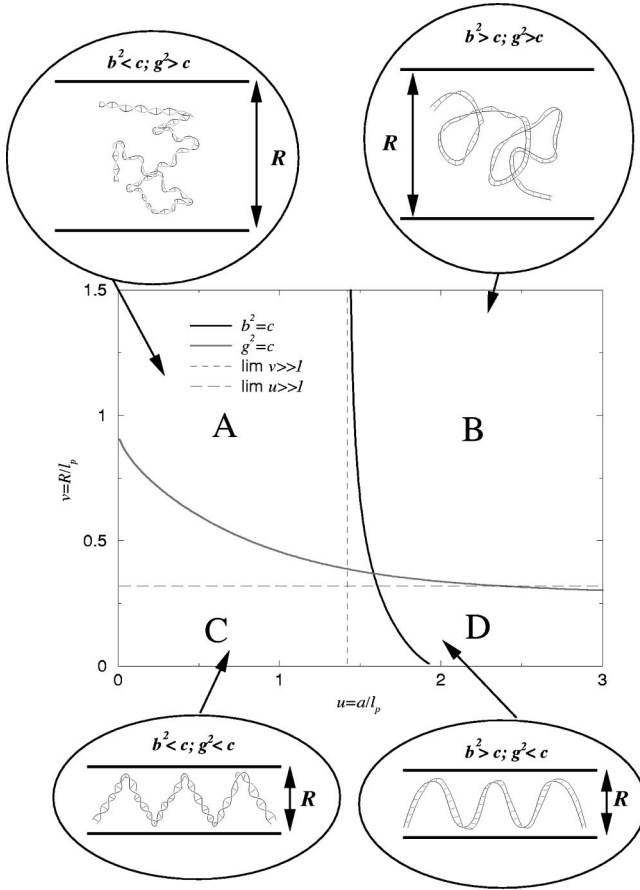 b²< c; g²> c
b²> c; g²>c
R
R
1.5
b²=c
g²=c
lim v>>1
lim u>>1
1
A
B
v=R/lₚ
0.5
C
D
0
0
1
2
3
u=a/lₚ
b²< c; g²< c
b²> c; g²< c
R
R